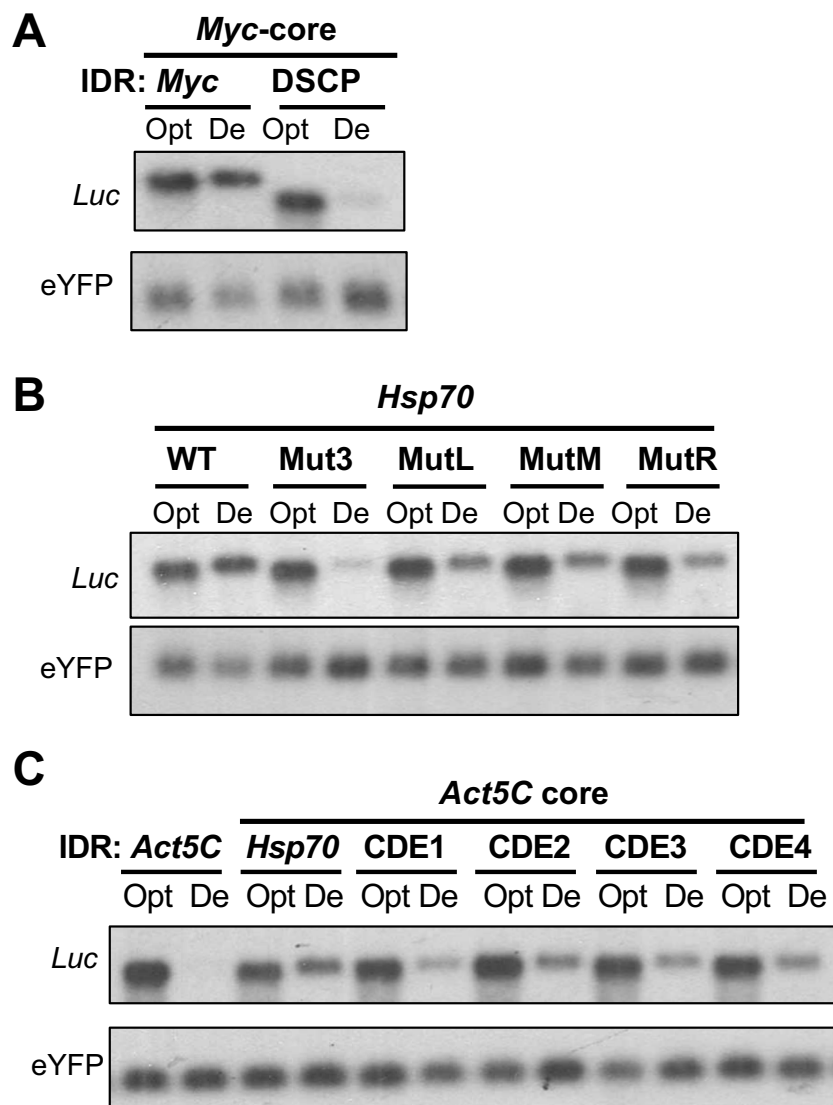 A
Myc-core
IDR: Myc DSCP
Opt De Opt De
Luc
eYFP
B
Hsp70
WT Mut3 MutL MutM MutR
Opt De Opt De Opt De Opt De Opt De
Luc
eYFP
C
Act5C core
IDR: Act5C Hsp70 CDE1 CDE2 CDE3 CDE4
Opt De Opt De Opt De Opt De Opt De Opt De
Luc
eYFP